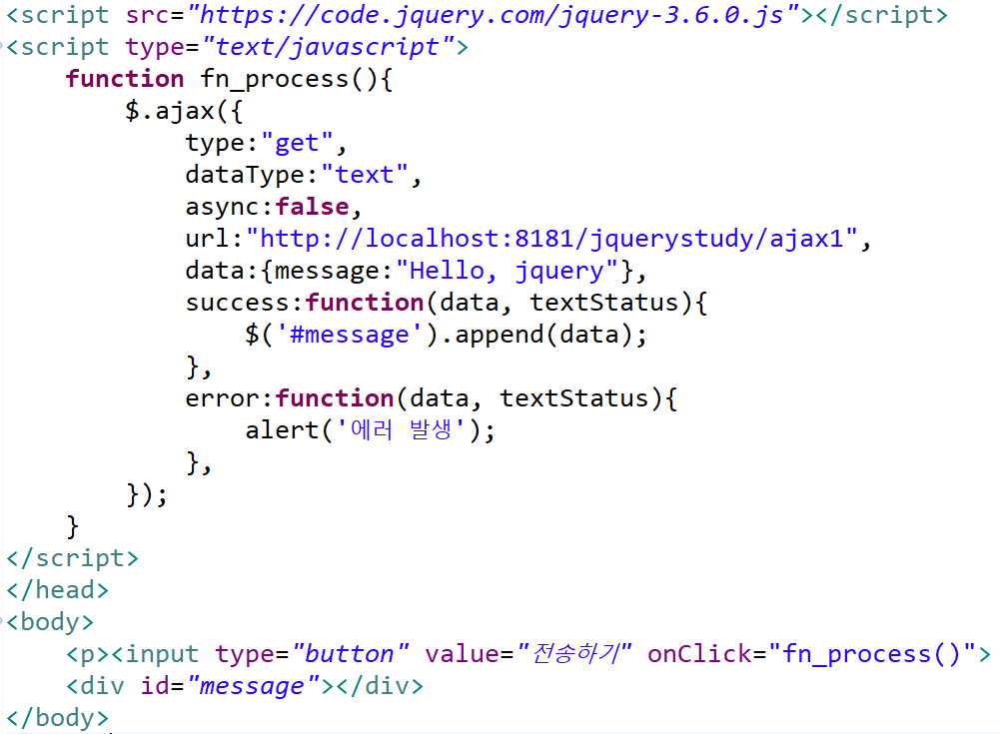 <script src="https://code.jquery.com/jquery-3.6.0.js"></script>
<script type="text/javascript">
    function fn_process(){
        $.ajax({
            type:"get",
            dataType:"text",
            async:false,
            url:"http://localhost:8181/jquerystudy/ajax1",
            data:{message:"Hello, jquery"},
            success:function(data, textStatus){
                $('#message').append(data);
            },
            error:function(data, textStatus){
                alert('에러 발생');
            },
        });
    }
</script>
</head>
<body>
    <p><input type="button" value="전송하기" onClick="fn_process()">
    <div id="message"></div>
</body>